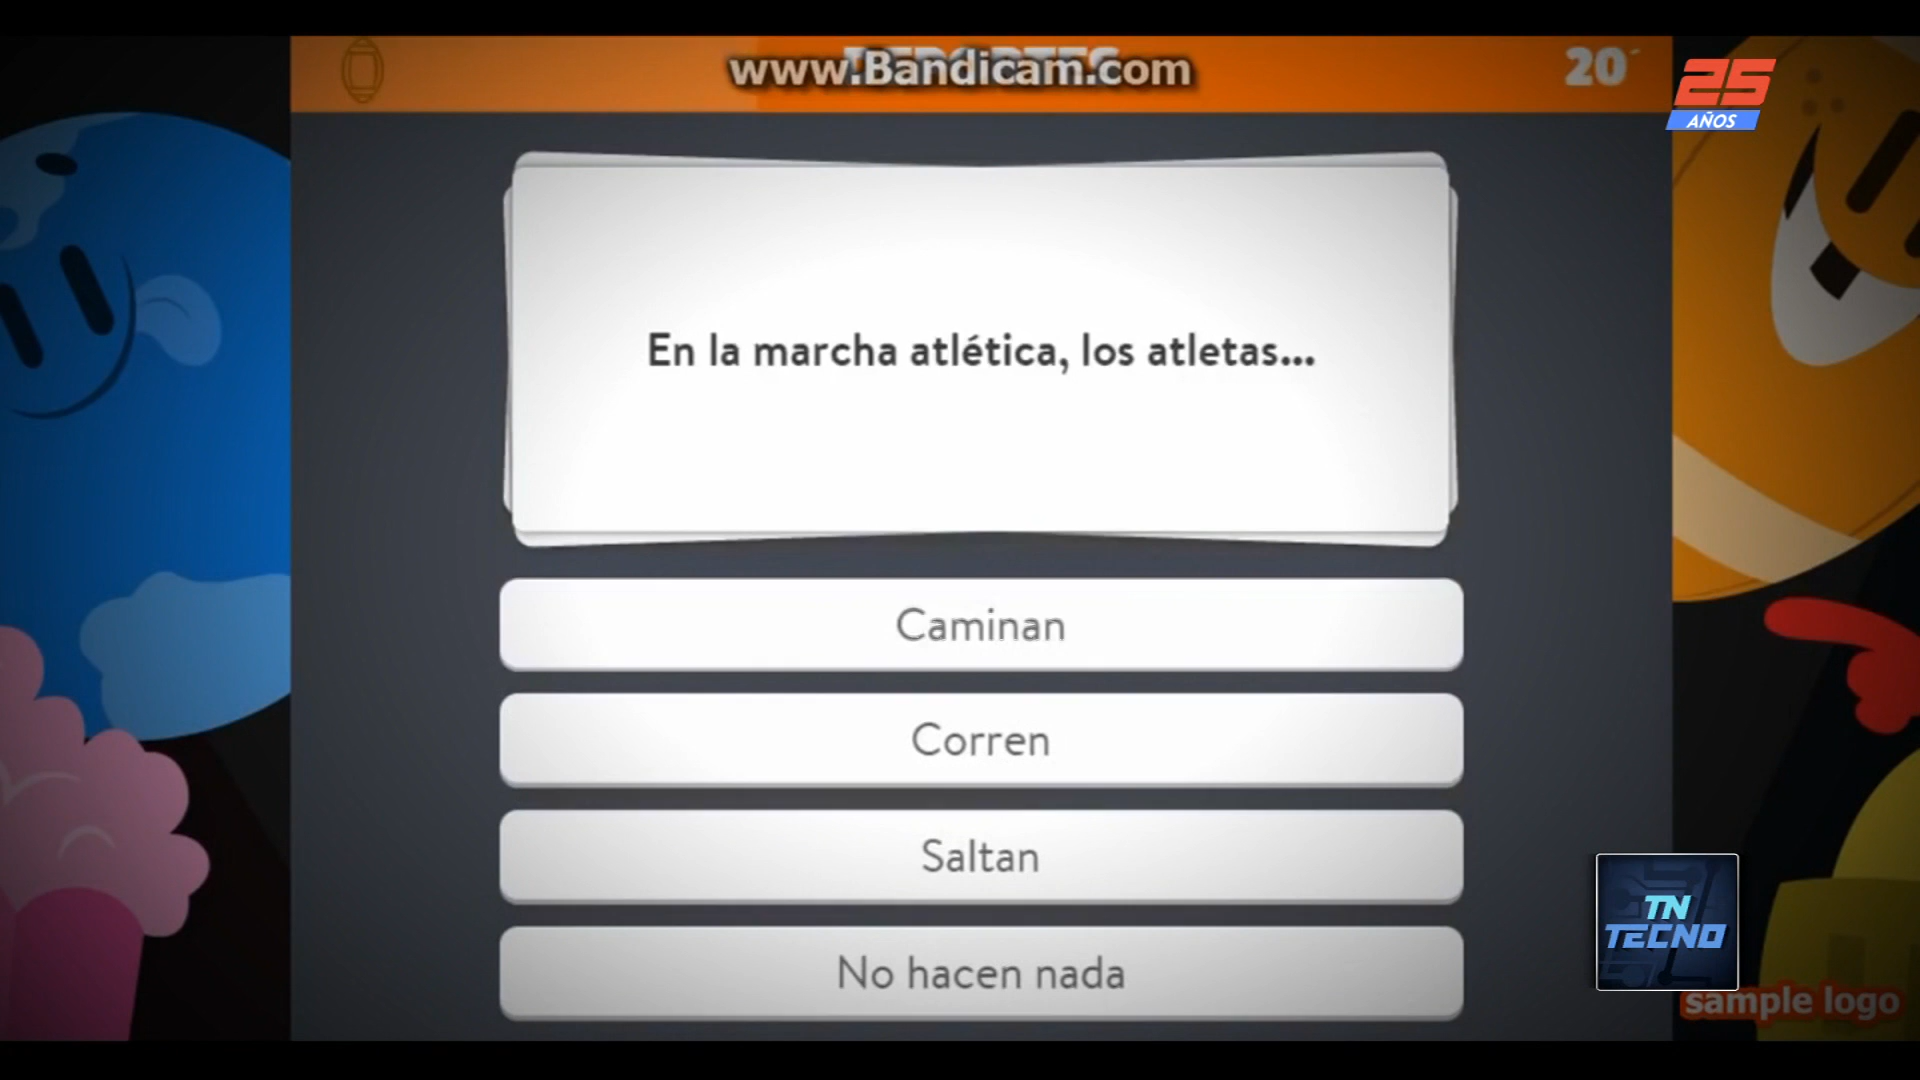 www.Bandicam.com
20
25
AÑOS
En la marcha atlética, los atletas...
Caminan
Corren
Saltan
No hacen nada
TN
TECNO
sample logo